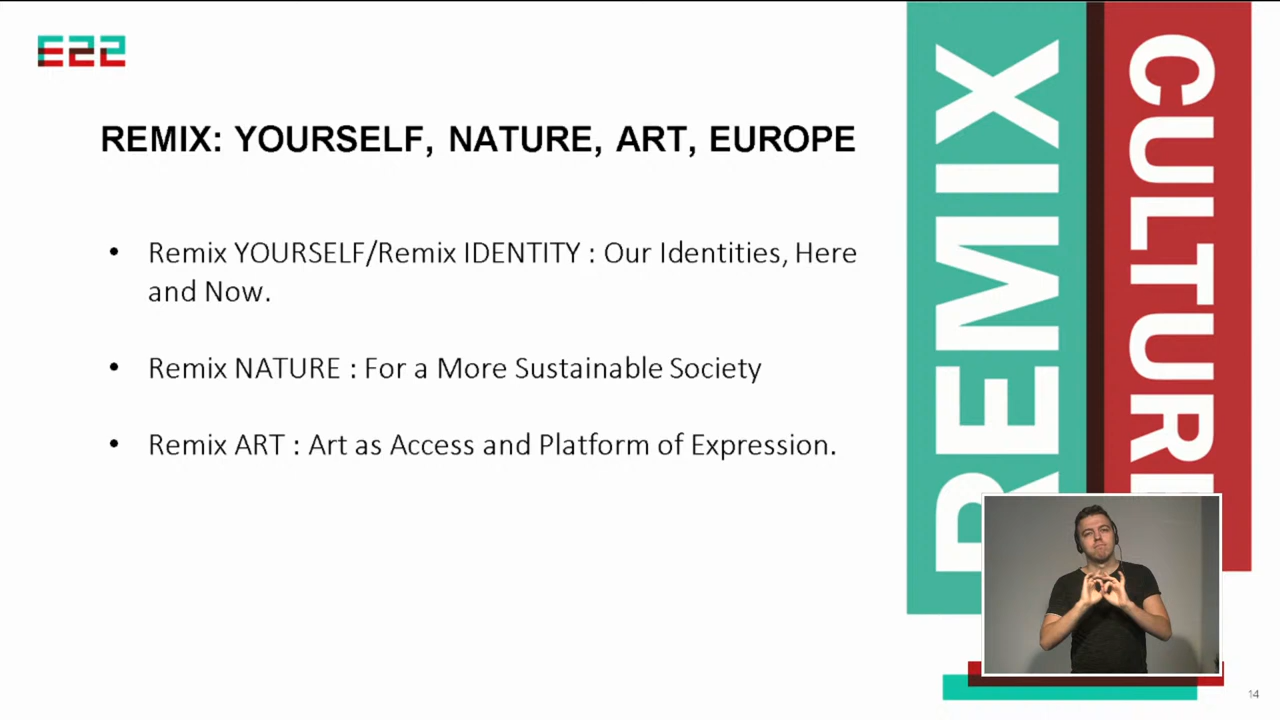 E22
REMIX: YOURSELF, NATURE, ART, EUROPE
• Remix YOURSELF/Remix IDENTITY : Our Identities, Here
and Now.
• Remix NATURE : For a More Sustainable Society
• Remix ART : Art as Access and Platform of Expression.
REMIX
CULTURE
14